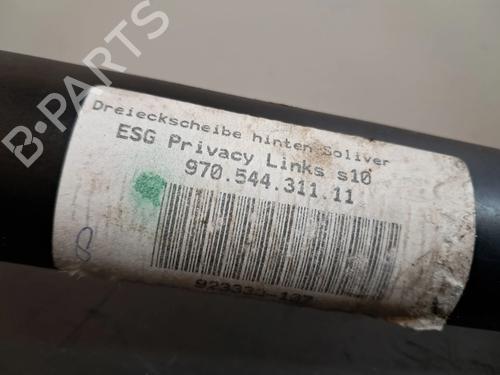 B-PARTS
Dreieckscheibe hinten Soliver
ESG Privacy Links s10
970.544.311.11